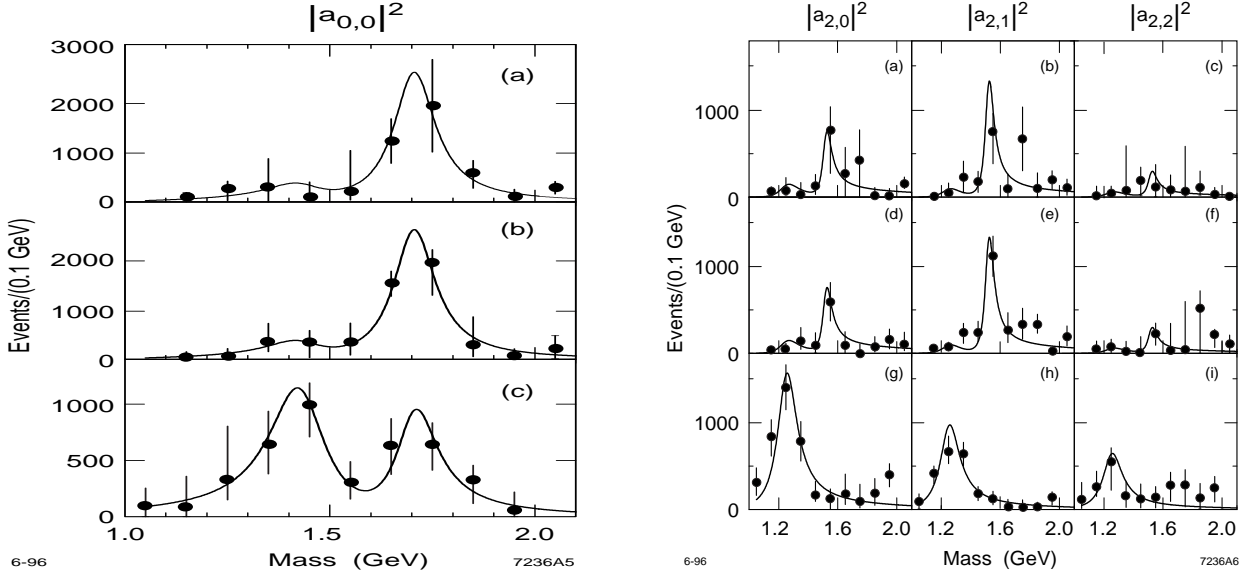 |a0,0|²
3000
2000
1000
0
(a)
2000
1000
0
(b)
1000
500
0
(c)
Events/(0.1 GeV)
1.0 1.5 2.0
Mass (GeV)
6-96
7236A5
|a2,0|² |a2,1|² |a2,2|²
1000
0
(a) (b) (c)
1000
0
(d) (e) (f)
1000
0
(g) (h) (i)
Events/(0.1 GeV)
1.2 1.6 2.0 1.2 1.6 2.0 1.2 1.6 2.0
Mass (GeV)
6-96
7236A6